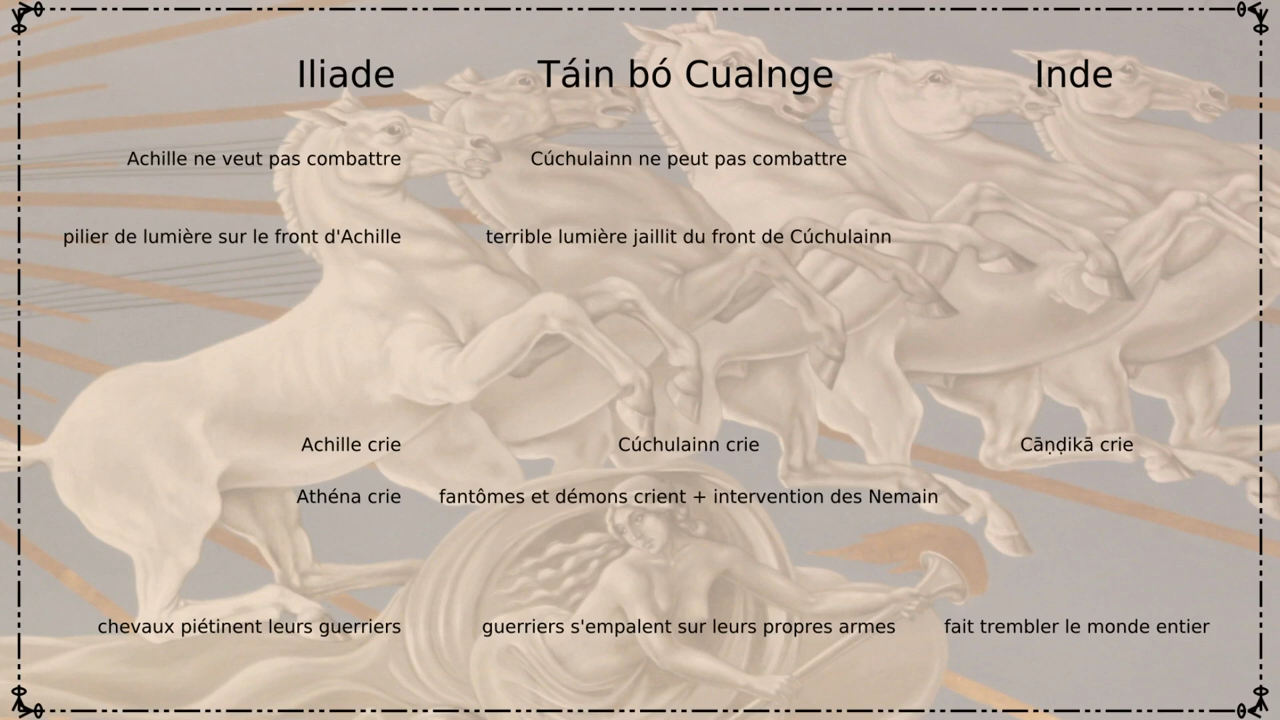 Iliade Táin bó Cualnge Inde
Achille ne veut pas combattre Cúchulainn ne peut pas combattre
pilier de lumière sur le front d'Achille terrible lumière jaillit du front de Cúchulainn
Achille crie Cúchulainn crie Cāṇḍikā crie
Athéna crie fantômes et démons crient + intervention des Nemain
chevaux piétinent leurs guerriers guerriers s'empalent sur leurs propres armes fait trembler le monde entier